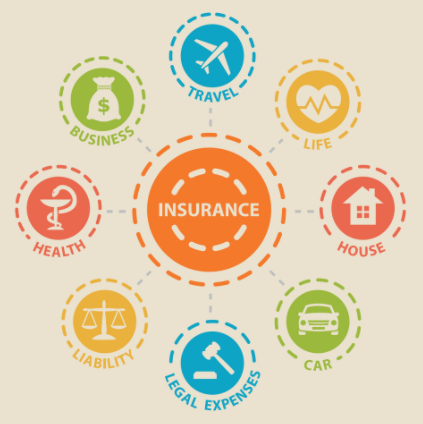 TRAVEL
LIFE
HOUSE
CAR
LEGAL EXPENSES
LIABILITY
HEALTH
BUSINESS
$
INSURANCE